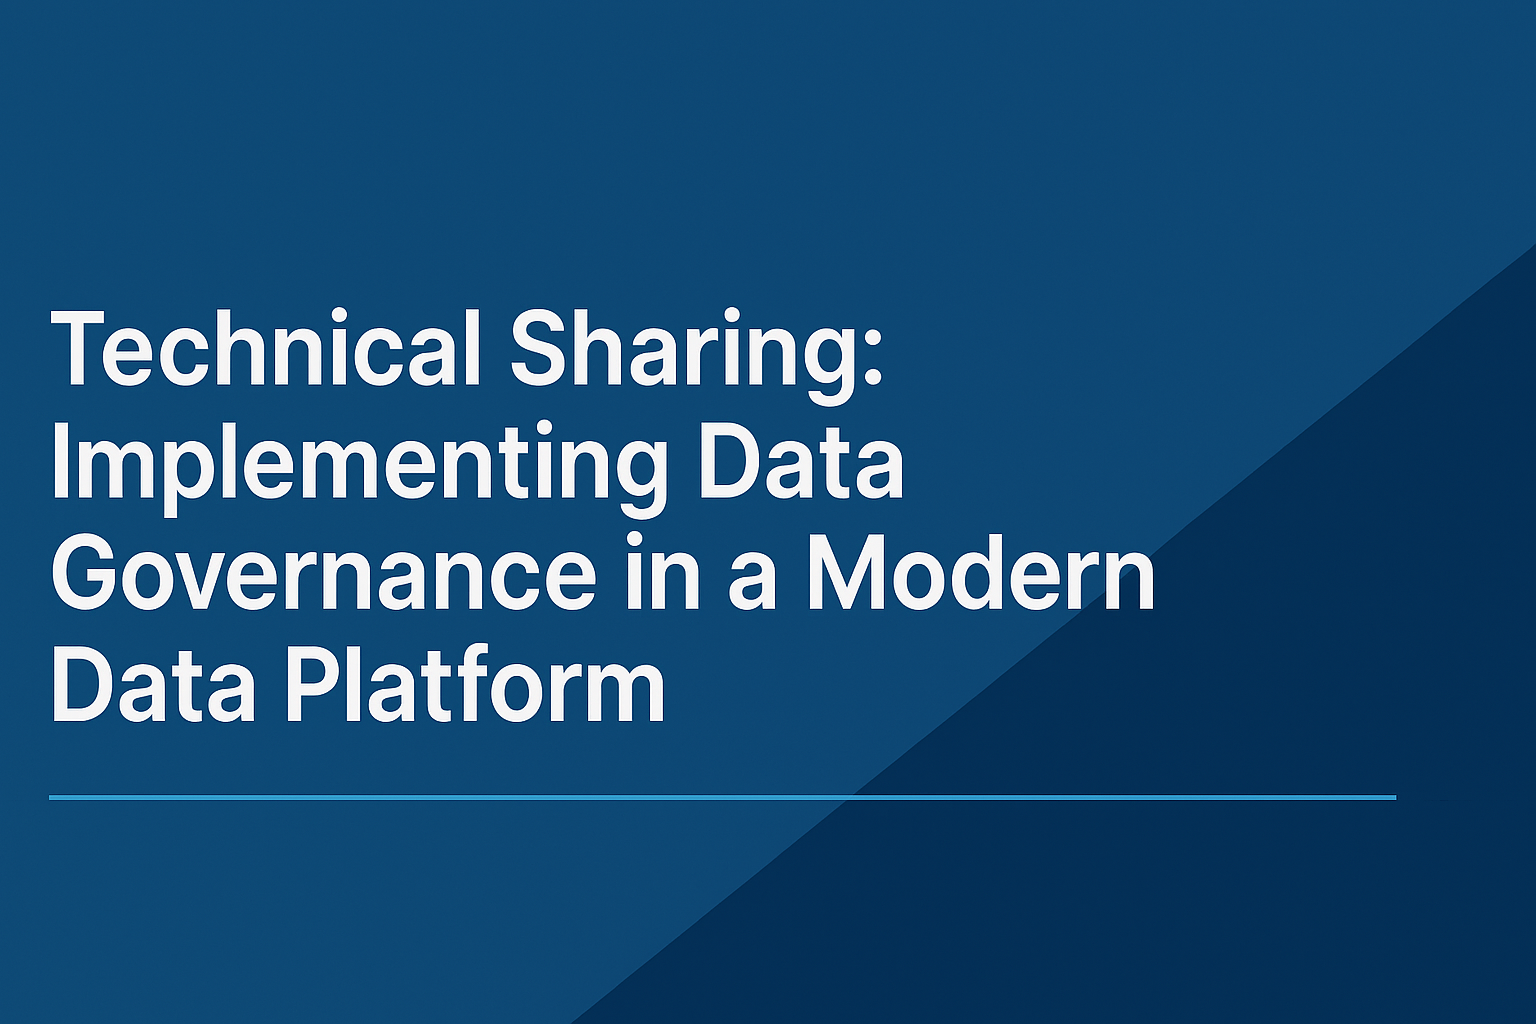 Technical Sharing:
Implementing Data
Governance in a Modern
Data Platform